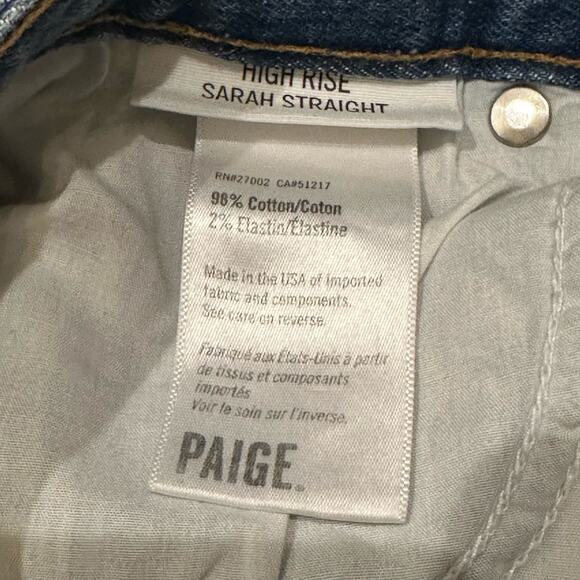 HIGH RISE
SARAH STRAIGHT
RN#27002 CA#51217
98% Cotton/Coton
2% Elastin/Élastine
Made in the USA of imported
fabric and components.
See care on reverse.
Fabriqué aux États-Unis à partir
de tissus et composants
importés
Voir le soin sur l'inverse.
PAIGE